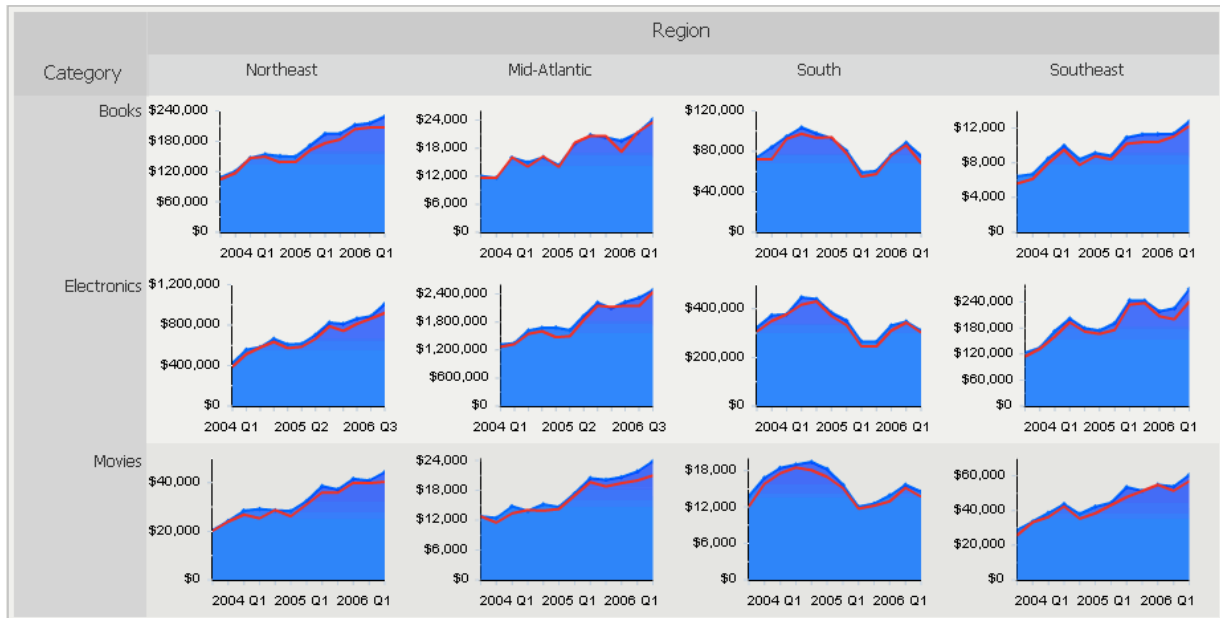 Region
Category
Northeast Mid-Atlantic South Southeast
Books
$240,000
$180,000
$120,000
$60,000
$0
2004 Q1 2005 Q1 2006 Q1
$24,000
$18,000
$12,000
$6,000
$0
2004 Q1 2005 Q1 2006 Q1
$120,000
$80,000
$40,000
$0
2004 Q1 2005 Q1 2006 Q1
$12,000
$8,000
$4,000
$0
2004 Q1 2005 Q1 2006 Q1
Electronics
$1,200,000
$800,000
$400,000
$0
2004 Q1 2005 Q2 2006 Q3
$2,400,000
$1,800,000
$1,200,000
$600,000
$0
2004 Q1 2005 Q2 2006 Q3
$400,000
$200,000
$0
2004 Q1 2005 Q1 2006 Q1
$240,000
$180,000
$120,000
$60,000
$0
2004 Q1 2005 Q1 2006 Q1
Movies
$40,000
$20,000
$0
2004 Q1 2005 Q1 2006 Q1
$24,000
$18,000
$12,000
$6,000
$0
2004 Q1 2005 Q1 2006 Q1
$18,000
$12,000
$6,000
$0
2004 Q1 2005 Q1 2006 Q1
$60,000
$40,000
$20,000
$0
2004 Q1 2005 Q1 2006 Q1